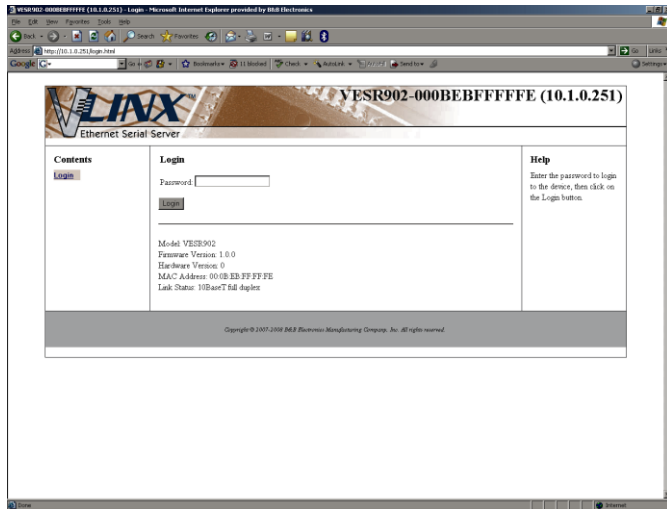 VESR902-000BEBFFFFFE (10.1.0.251) - Login - Microsoft Internet Explorer provided by B&B Electronics
File Edit View Favorites Tools Help
Back Search Favorites
Address http://10.1.0.251/login.html Go Links
Google G Go Bookmarks 11 blocked Check AutoLink AutoFill Send to Settings
VLINX™
Ethernet Serial Server
VESR902-000BEBFFFFFE (10.1.0.251)
Contents
Login
Login
Password:
Login
Model: VESR902
Firmware Version: 1.0.0
Hardware Version: 0
MAC Address: 00:0B:EB:FF:FF:FE
Link Status: 10BaseT full duplex
Help
Enter the password to login
to the device, then click on
the Login button.
Copyright © 2007-2008 B&B Electronics Manufacturing Company, Inc. All rights reserved.
Done Internet